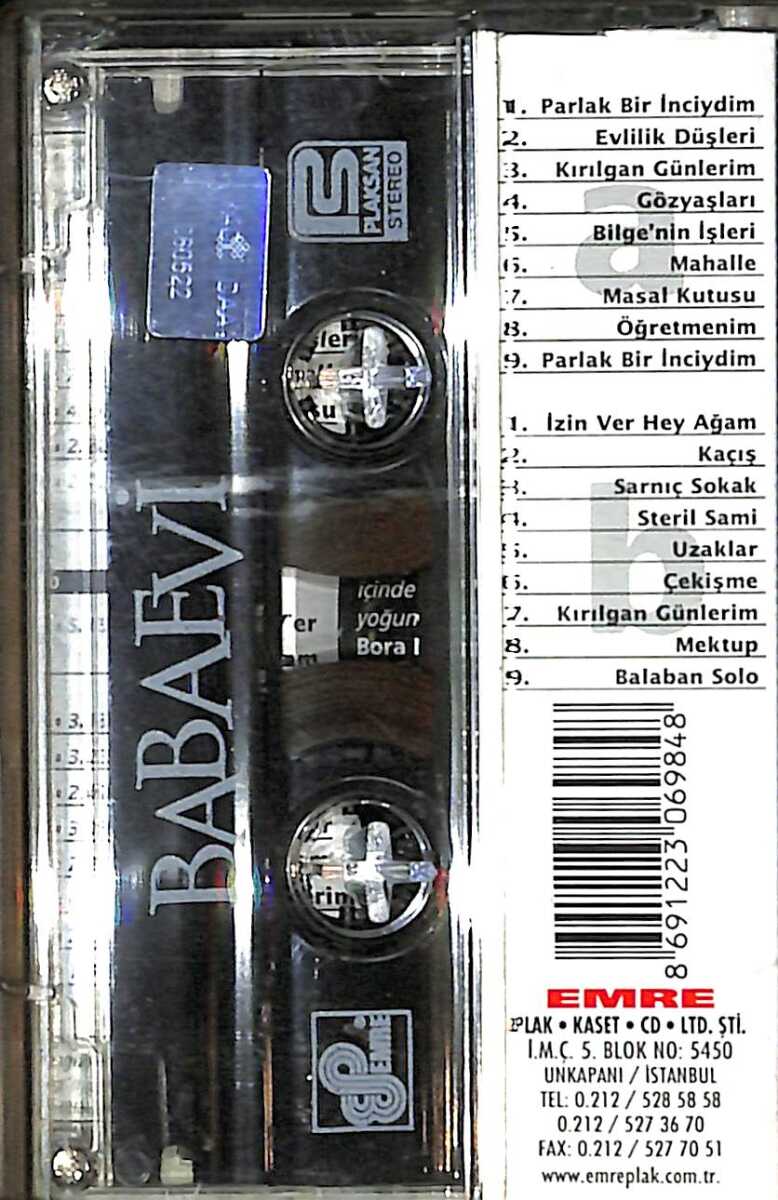 1. Parlak Bir İnciydim
2. Evlilik Düşleri
3. Kırılgan Günlerim
4. Gözyaşları
5. Bilge'nin İşleri
6. Mahalle
7. Masal Kutusu
8. Öğretmenim
9. Parlak Bir İnciydim
a
1. İzin Ver Hey Ağam
2. Kaçış
3. Sarnıç Sokak
4. Steril Sami
5. Uzaklar
6. Çekişme
7. Kırılgan Günlerim
8. Mektup
9. Balaban Solo
b
8 691223 069848
EMRE
PLAK • KASET • CD • LTD. ŞTİ.
İ.M.Ç. 5. BLOK NO: 5450
UNKAPANI / İSTANBUL
TEL: 0.212 / 528 58 58
0.212 / 527 36 70
FAX: 0.212 / 527 70 51
www.emreplak.com.tr.
PLAKSAN
STEREO
BABAEVİ
içinde
yoğun
Bora
EMRE